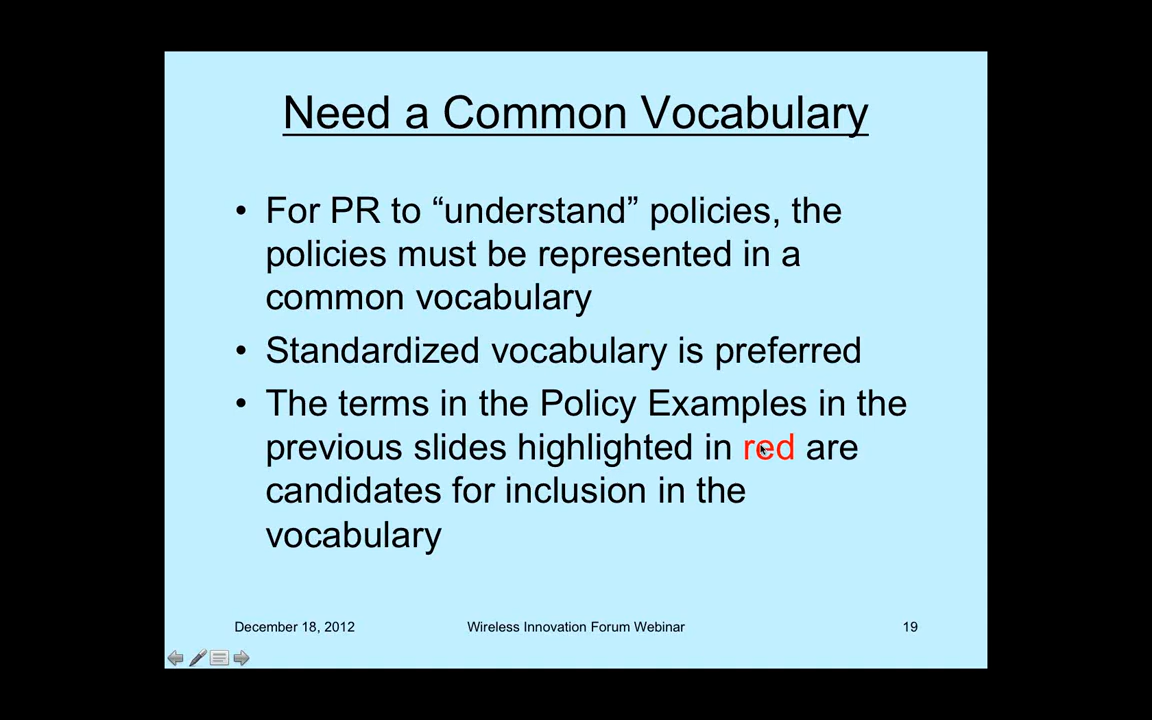 Need a Common Vocabulary
• For PR to “understand” policies, the
policies must be represented in a
common vocabulary
• Standardized vocabulary is preferred
• The terms in the Policy Examples in the
previous slides highlighted in red are
candidates for inclusion in the
vocabulary
December 18, 2012 Wireless Innovation Forum Webinar 19